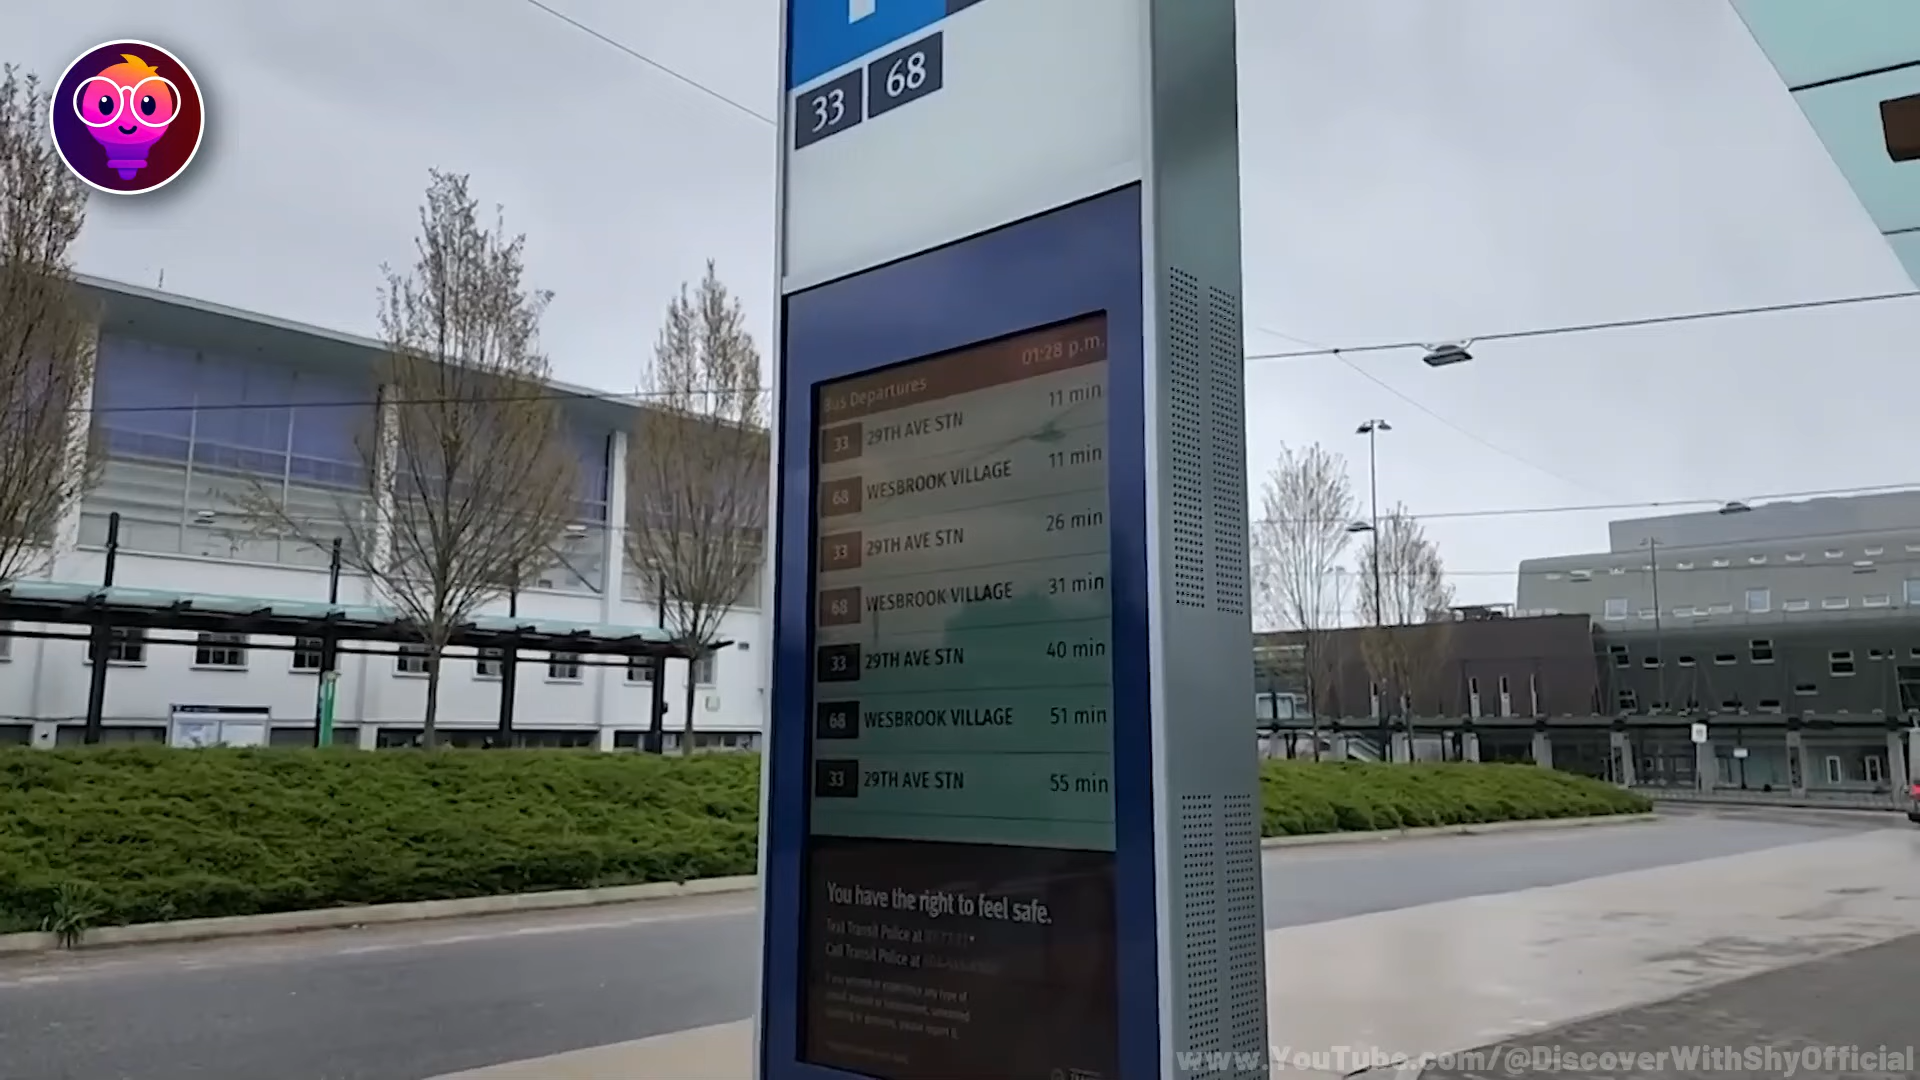 33 68
Bus Departures 01:28 p.m.
33 29TH AVE STN 11 min
68 WESBROOK VILLAGE 11 min
33 29TH AVE STN 26 min
68 WESBROOK VILLAGE 31 min
33 29TH AVE STN 40 min
68 WESBROOK VILLAGE 51 min
33 29TH AVE STN 55 min
You have the right to feel safe.
Text Transit Police at
Call Transit Police at
www.YouTube.com/@DiscoverWithShyOfficial